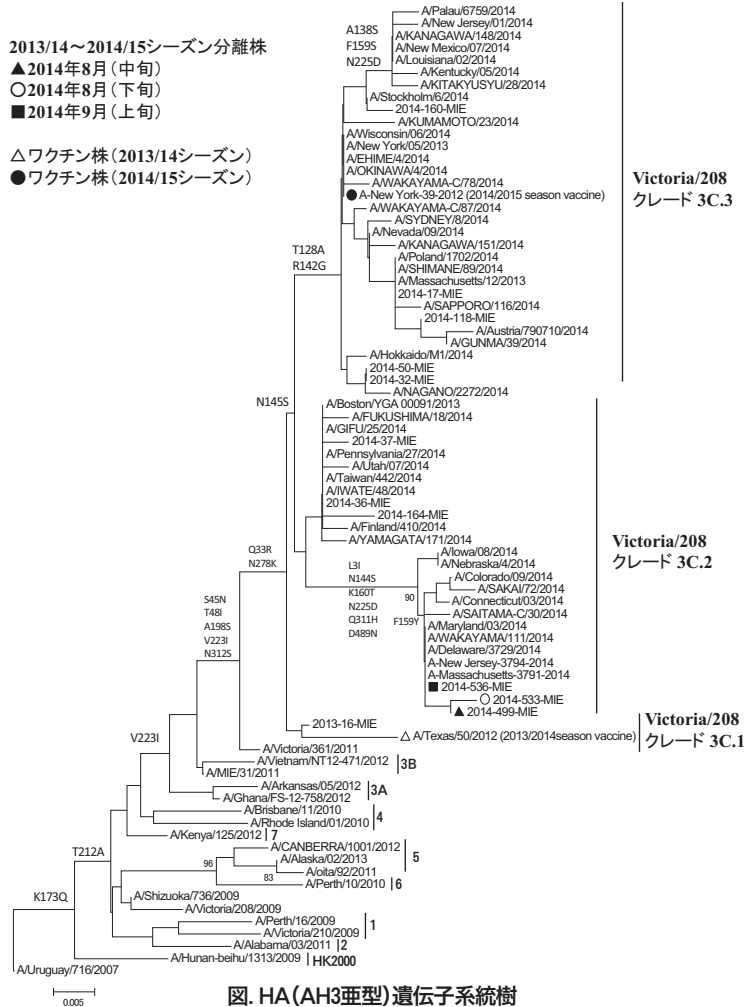 2013/14～2014/15シーズン分離株
▲2014年8月（中旬）
○2014年8月（下旬）
■2014年9月（上旬）
△ワクチン株（2013/14シーズン）
●ワクチン株（2014/15シーズン）
A138S
F159S
N225D
A/Palau/6759/2014
A/New Jersey/01/2014
A/KANAGAWA/148/2014
A/New Mexico/07/2014
A/Louisiana/02/2014
A/Kentucky/05/2014
A/KITAKYUSYU/28/2014
A/Stockholm/6/2014
2014-160-MIE
A/KUMAMOTO/23/2014
A/Wisconsin/06/2014
A/New York/05/2013
A/EHIME/4/2014
A/OKINAWA/4/2014
A/WAKAYAMA-C/78/2014
●A-New York-39-2012 (2014/2015 season vaccine)
A/WAKAYAMA-C/87/2014
A/SYDNEY/8/2014
A/Nevada/09/2014
A/KANAGAWA/151/2014
A/Poland/1702/2014
A/SHIMANE/89/2014
A/Massachusetts/12/2013
2014-17-MIE
A/SAPPORO/116/2014
2014-118-MIE
A/Austria/790710/2014
A/GUNMA/39/2014
A/Hokkaido/M1/2014
2014-50-MIE
2014-32-MIE
A/NAGANO/2272/2014
Victoria/208
クレード 3C.3
T128A
R142G
N145S
A/Boston/YGA 00091/2013
A/FUKUSHIMA/18/2014
A/GIFU/25/2014
2014-37-MIE
A/Pennsylvania/27/2014
A/Utah/07/2014
A/Taiwan/442/2014
A/IWATE/48/2014
2014-36-MIE
2014-164-MIE
A/Finland/410/2014
A/YAMAGATA/171/2014
A/Iowa/08/2014
A/Nebraska/4/2014
A/Colorado/09/2014
A/SAKAI/72/2014
A/Connecticut/03/2014
A/SAITAMA-C/30/2014
A/Maryland/03/2014
A/WAKAYAMA/111/2014
A/Delaware/3729/2014
A-New Jersey-3794-2014
A-Massachusetts-3791-2014
■ 2014-536-MIE
○ 2014-533-MIE
▲ 2014-499-MIE
Victoria/208
クレード 3C.2
L3I
N144S
K160T
N225D
Q311H
D489N
90
F159Y
Q33R
N278K
2013-16-MIE
△ A/Texas/50/2012 (2013/2014season vaccine)
Victoria/208
クレード 3C.1
S45N
T48I
A198S
V223I
N312S
A/Victoria/361/2011
V223I
A/Vietnam/NT12-471/2012
A/MIE/31/2011
3B
A/Arkansas/05/2012
A/Ghana/FS-12-758/2012
3A
A/Brisbane/11/2010
A/Rhode Island/01/2010
4
A/Kenya/125/2012
7
T212A
A/CANBERRA/1001/2012
A/Alaska/02/2013
A/oita/92/2011
5
96
83
A/Perth/10/2010
6
K173Q
A/Shizuoka/736/2009
A/Victoria/208/2009
A/Perth/16/2009
A/Victoria/210/2009
1
A/Alabama/03/2011
2
A/Hunan-beihu/1313/2009
HK2000
A/Uruguay/716/2007
0.005
図. HA（AH3亜型）遺伝子系統樹